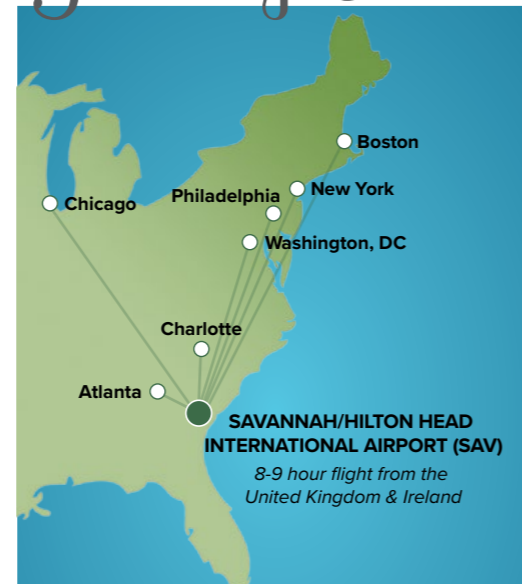 Boston
New York
Philadelphia
Chicago
Washington, DC
Charlotte
Atlanta
SAVANNAH/HILTON HEAD
INTERNATIONAL AIRPORT (SAV)
8-9 hour flight from the
United Kingdom & Ireland